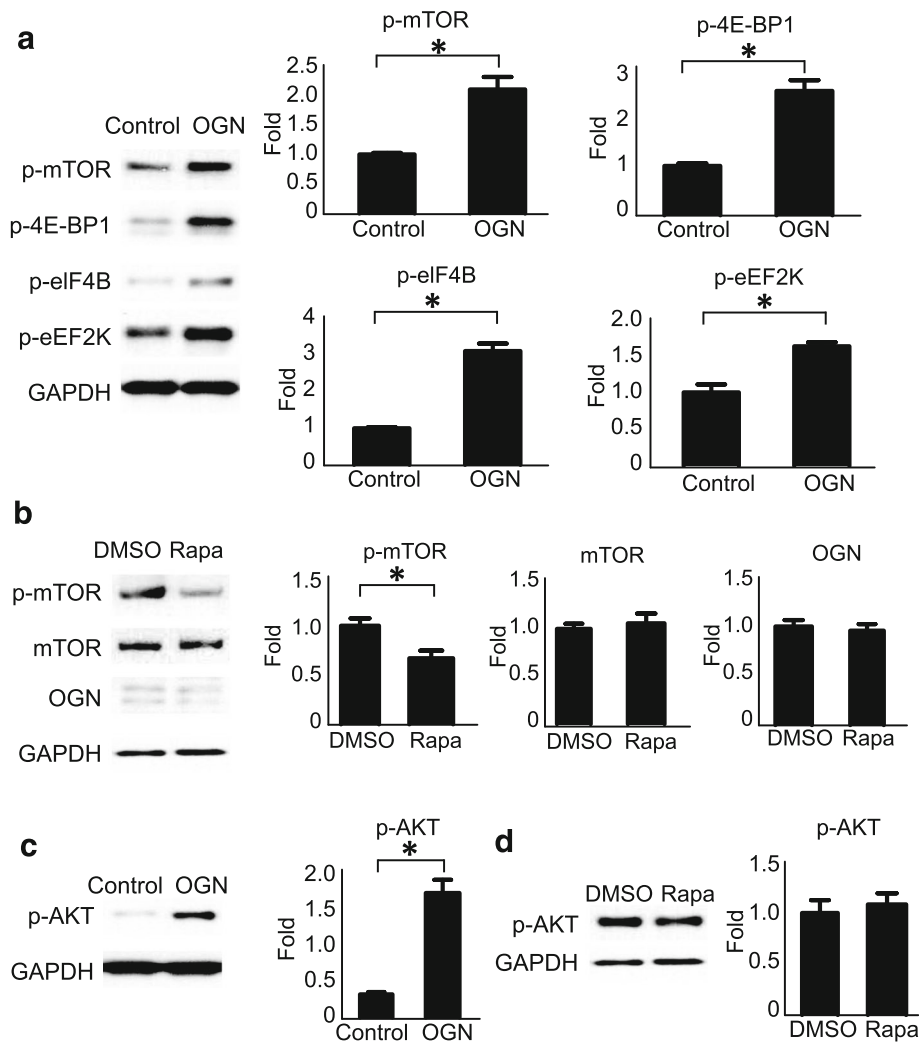 a
Control OGN
p-mTOR
p-4E-BP1
p-eIF4B
p-eEF2K
GAPDH
p-mTOR
*
Fold
2.5
2.0
1.0
0.5
0
Control OGN
p-4E-BP1
*
Fold
3
2
1
0
Control OGN
p-eIF4B
*
Fold
4
3
1
0
Control OGN
p-eEF2K
*
Fold
2.0
1.5
1.0
0.5
0
Control OGN
b
DMSO Rapa
p-mTOR
mTOR
OGN
GAPDH
p-mTOR
*
Fold
1.5
1.0
0.5
0
DMSO Rapa
mTOR
Fold
1.5
1.0
0.5
0
DMSO Rapa
OGN
Fold
1.5
1.0
0.5
0
DMSO Rapa
c
Control OGN
p-AKT
GAPDH
p-AKT
*
Fold
2.0
1.5
1.0
0.5
0
Control OGN
d
DMSO Rapa
p-AKT
GAPDH
p-AKT
Fold
1.5
1.0
0.5
0
DMSO Rapa